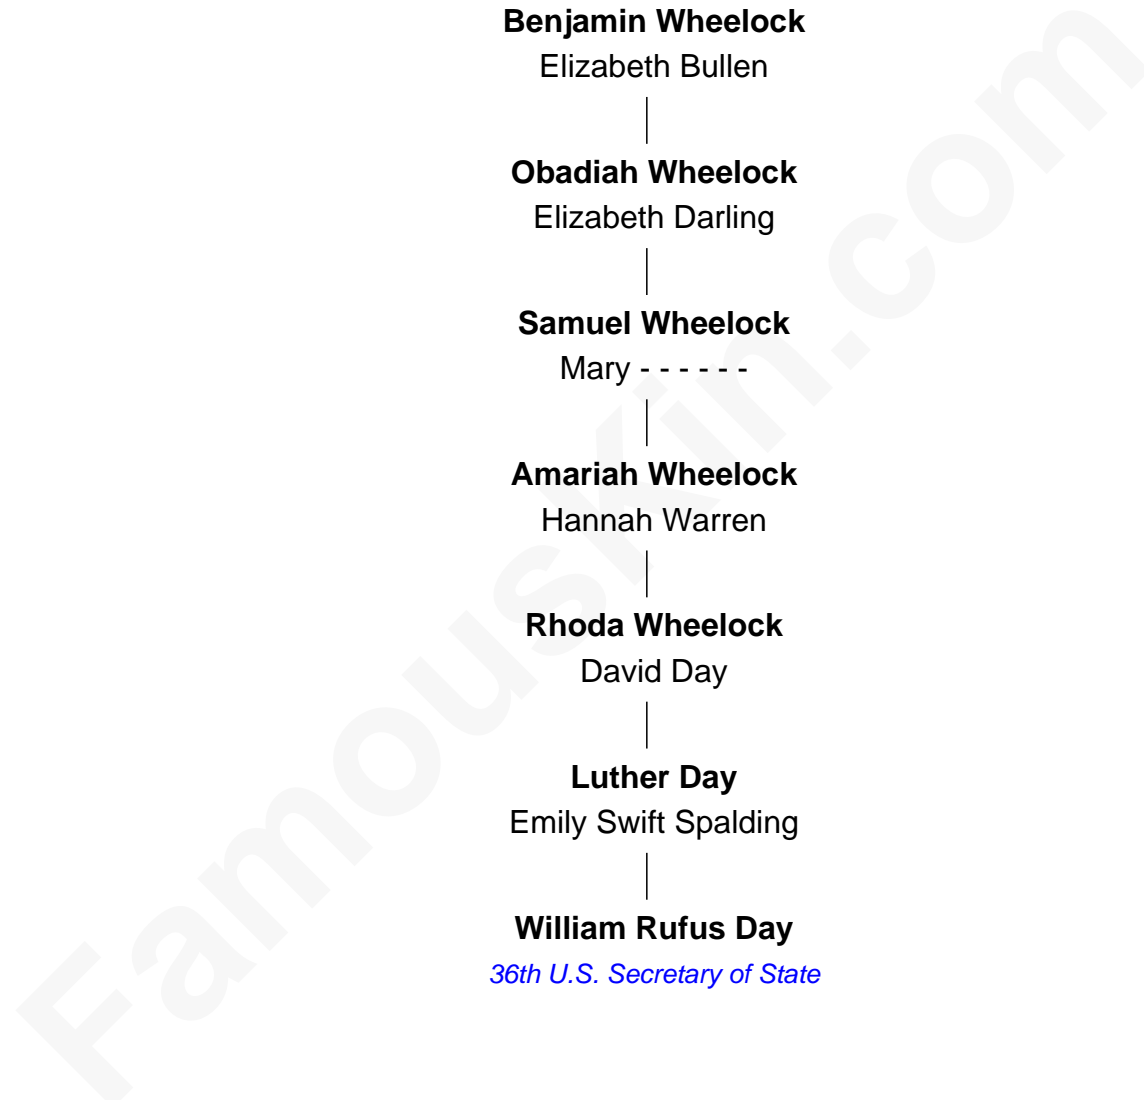 Benjamin Wheelock
Elizabeth Bullen
Obadiah Wheelock
Elizabeth Darling
Samuel Wheelock
Mary - - - - - -
Amariah Wheelock
Hannah Warren
Rhoda Wheelock
David Day
Luther Day
Emily Swift Spalding
William Rufus Day
36th U.S. Secretary of State
FamousKin.com